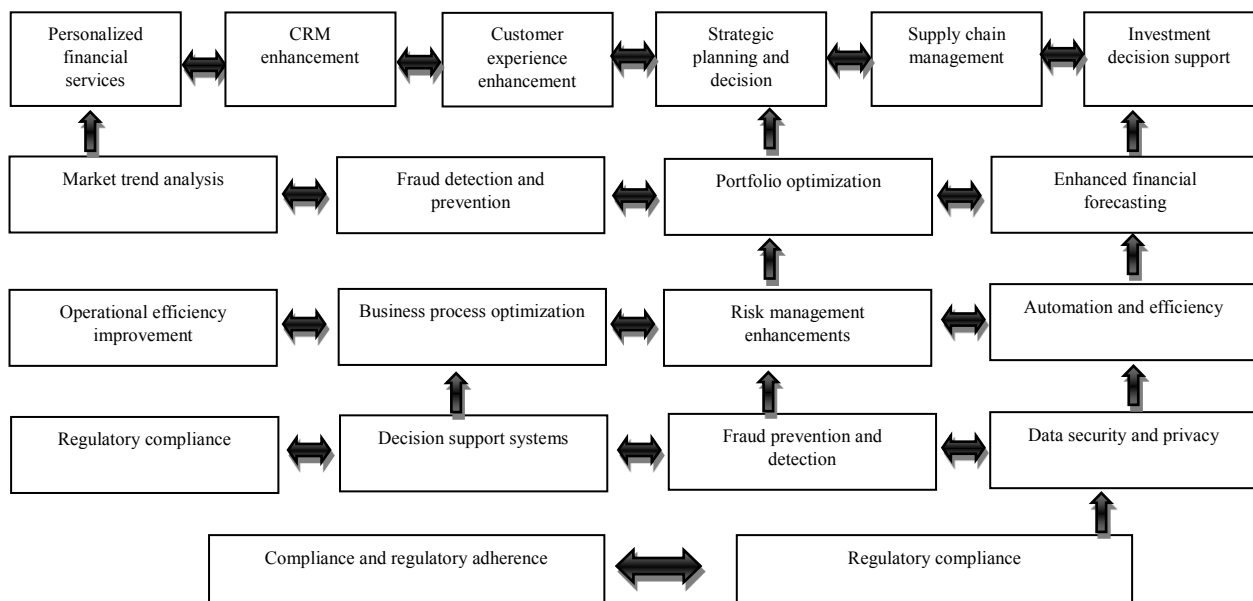 Personalized
financial
services
CRM
enhancement
Customer
experience
enhancement
Strategic
planning and
decision
Supply chain
management
Investment
decision support
Market trend analysis
Fraud detection and
prevention
Portfolio optimization
Enhanced financial
forecasting
Operational efficiency
improvement
Business process optimization
Risk management
enhancements
Automation and efficiency
Regulatory compliance
Decision support systems
Fraud prevention and
detection
Data security and privacy
Compliance and regulatory adherence
Regulatory compliance